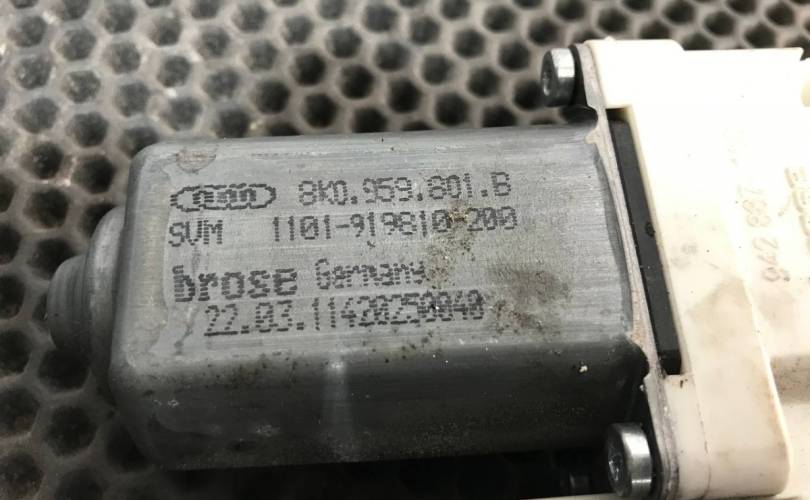 8K0.959.801.B
SVM 1101-919810-200
brose Germany
22.03.11420250040